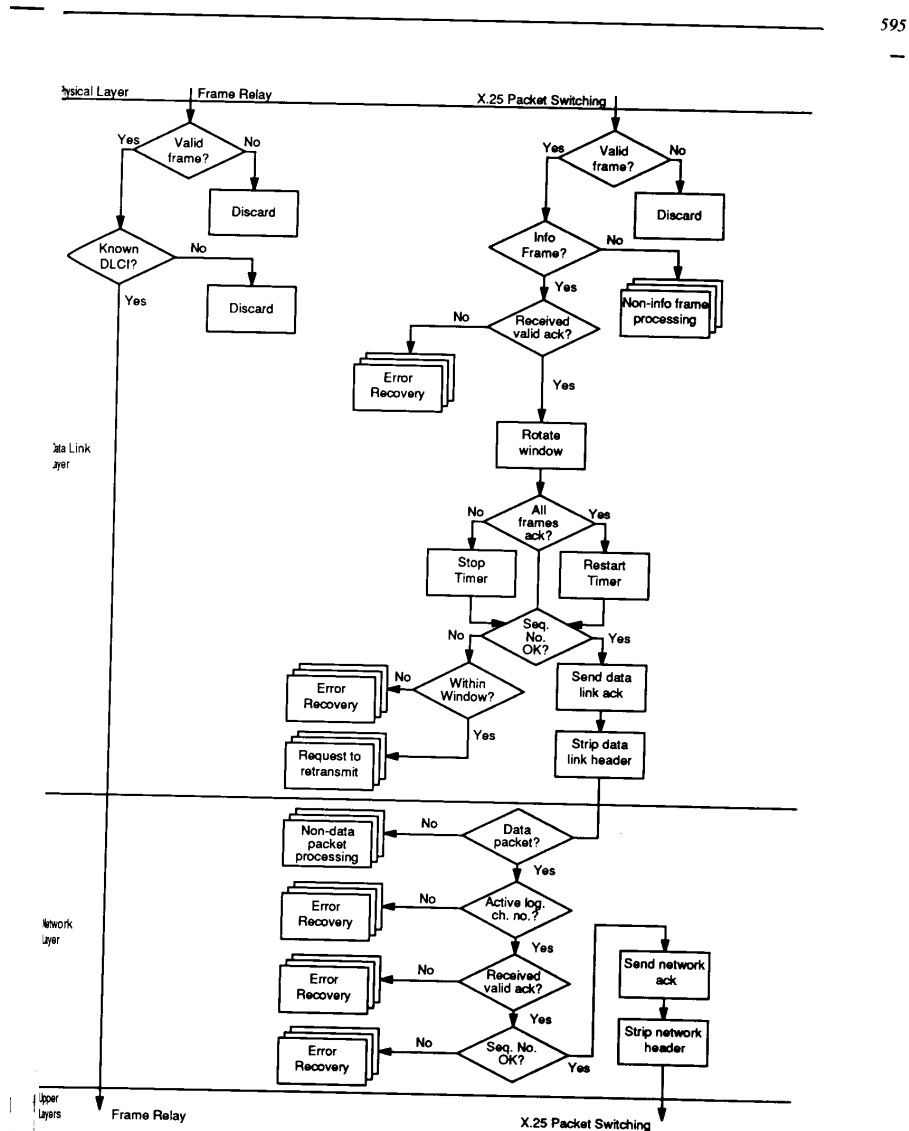 595
Physical Layer
Frame Relay
X.25 Packet Switching
Yes
Valid
frame?
No
Discard
Known
DLCI?
No
Yes
Discard
Yes
Valid
frame?
No
Discard
Info
Frame?
No
Yes
Non-info frame
processing
No
Received
valid ack?
Error
Recovery
Yes
Rotate
window
Data Link
Layer
No
All
frames
ack?
Yes
Stop
Timer
Restart
Timer
No
Seq.
No.
OK?
Yes
Error
Recovery
No
Within
Window?
Send data
link ack
Yes
Request to
retransmit
Strip data
link header
Non-data
packet
processing
No
Data
packet?
Yes
Error
Recovery
No
Active log.
ch. no.?
Network
Layer
Yes
Error
Recovery
No
Received
valid ack?
Send network
ack
Yes
Error
Recovery
No
Seq. No.
OK?
Yes
Strip network
header
Upper
Layers
Frame Relay
X.25 Packet Switching